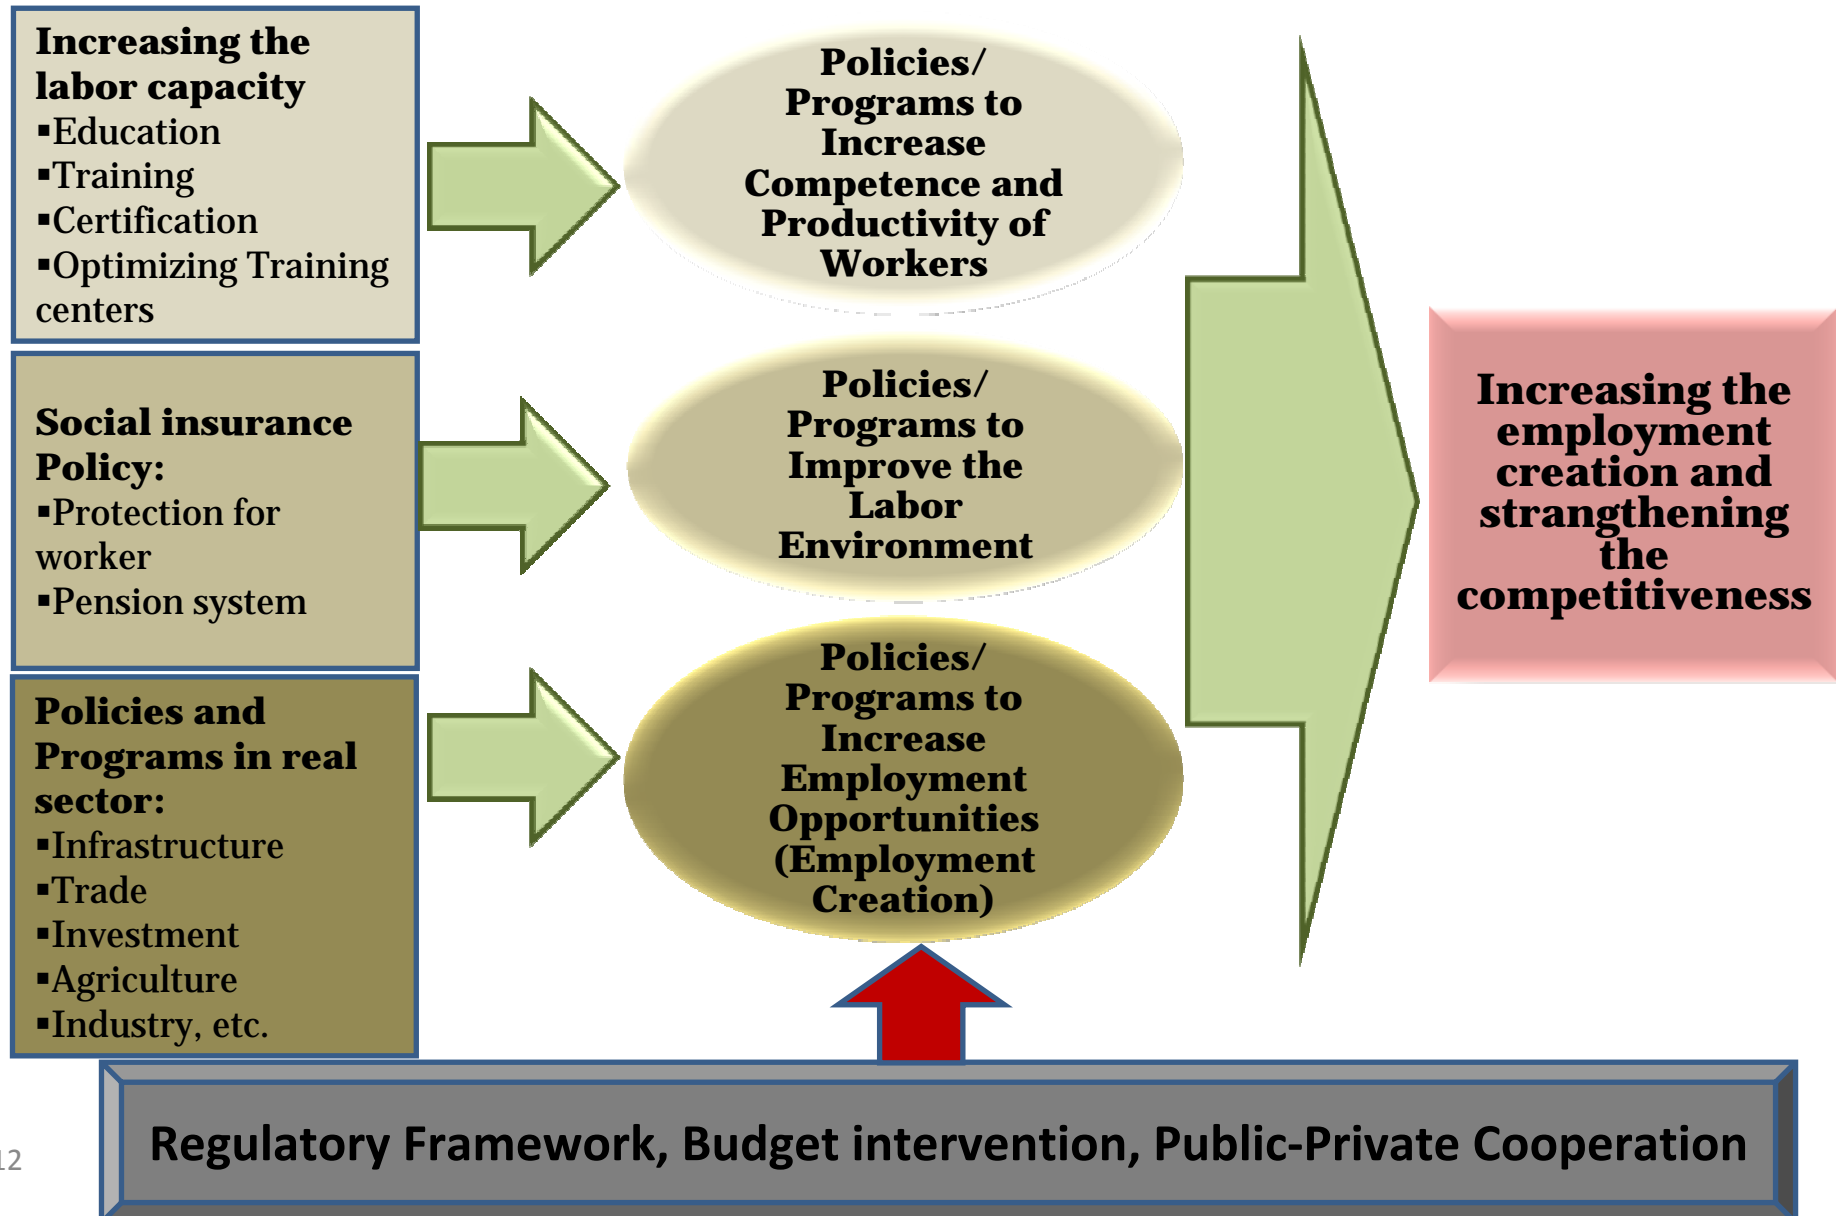 Increasing the
labor capacity
▪Education
▪Training
▪Certification
▪Optimizing Training
centers
Social insurance
Policy:
▪Protection for
worker
▪Pension system
Policies and
Programs in real
sector:
▪Infrastructure
▪Trade
▪Investment
▪Agriculture
▪Industry, etc.
Policies/
Programs to
Increase
Competence and
Productivity of
Workers
Policies/
Programs to
Improve the
Labor
Environment
Policies/
Programs to
Increase
Employment
Opportunities
(Employment
Creation)
Increasing the
employment
creation and
strangthening
the
competitiveness
Regulatory Framework, Budget intervention, Public-Private Cooperation
12